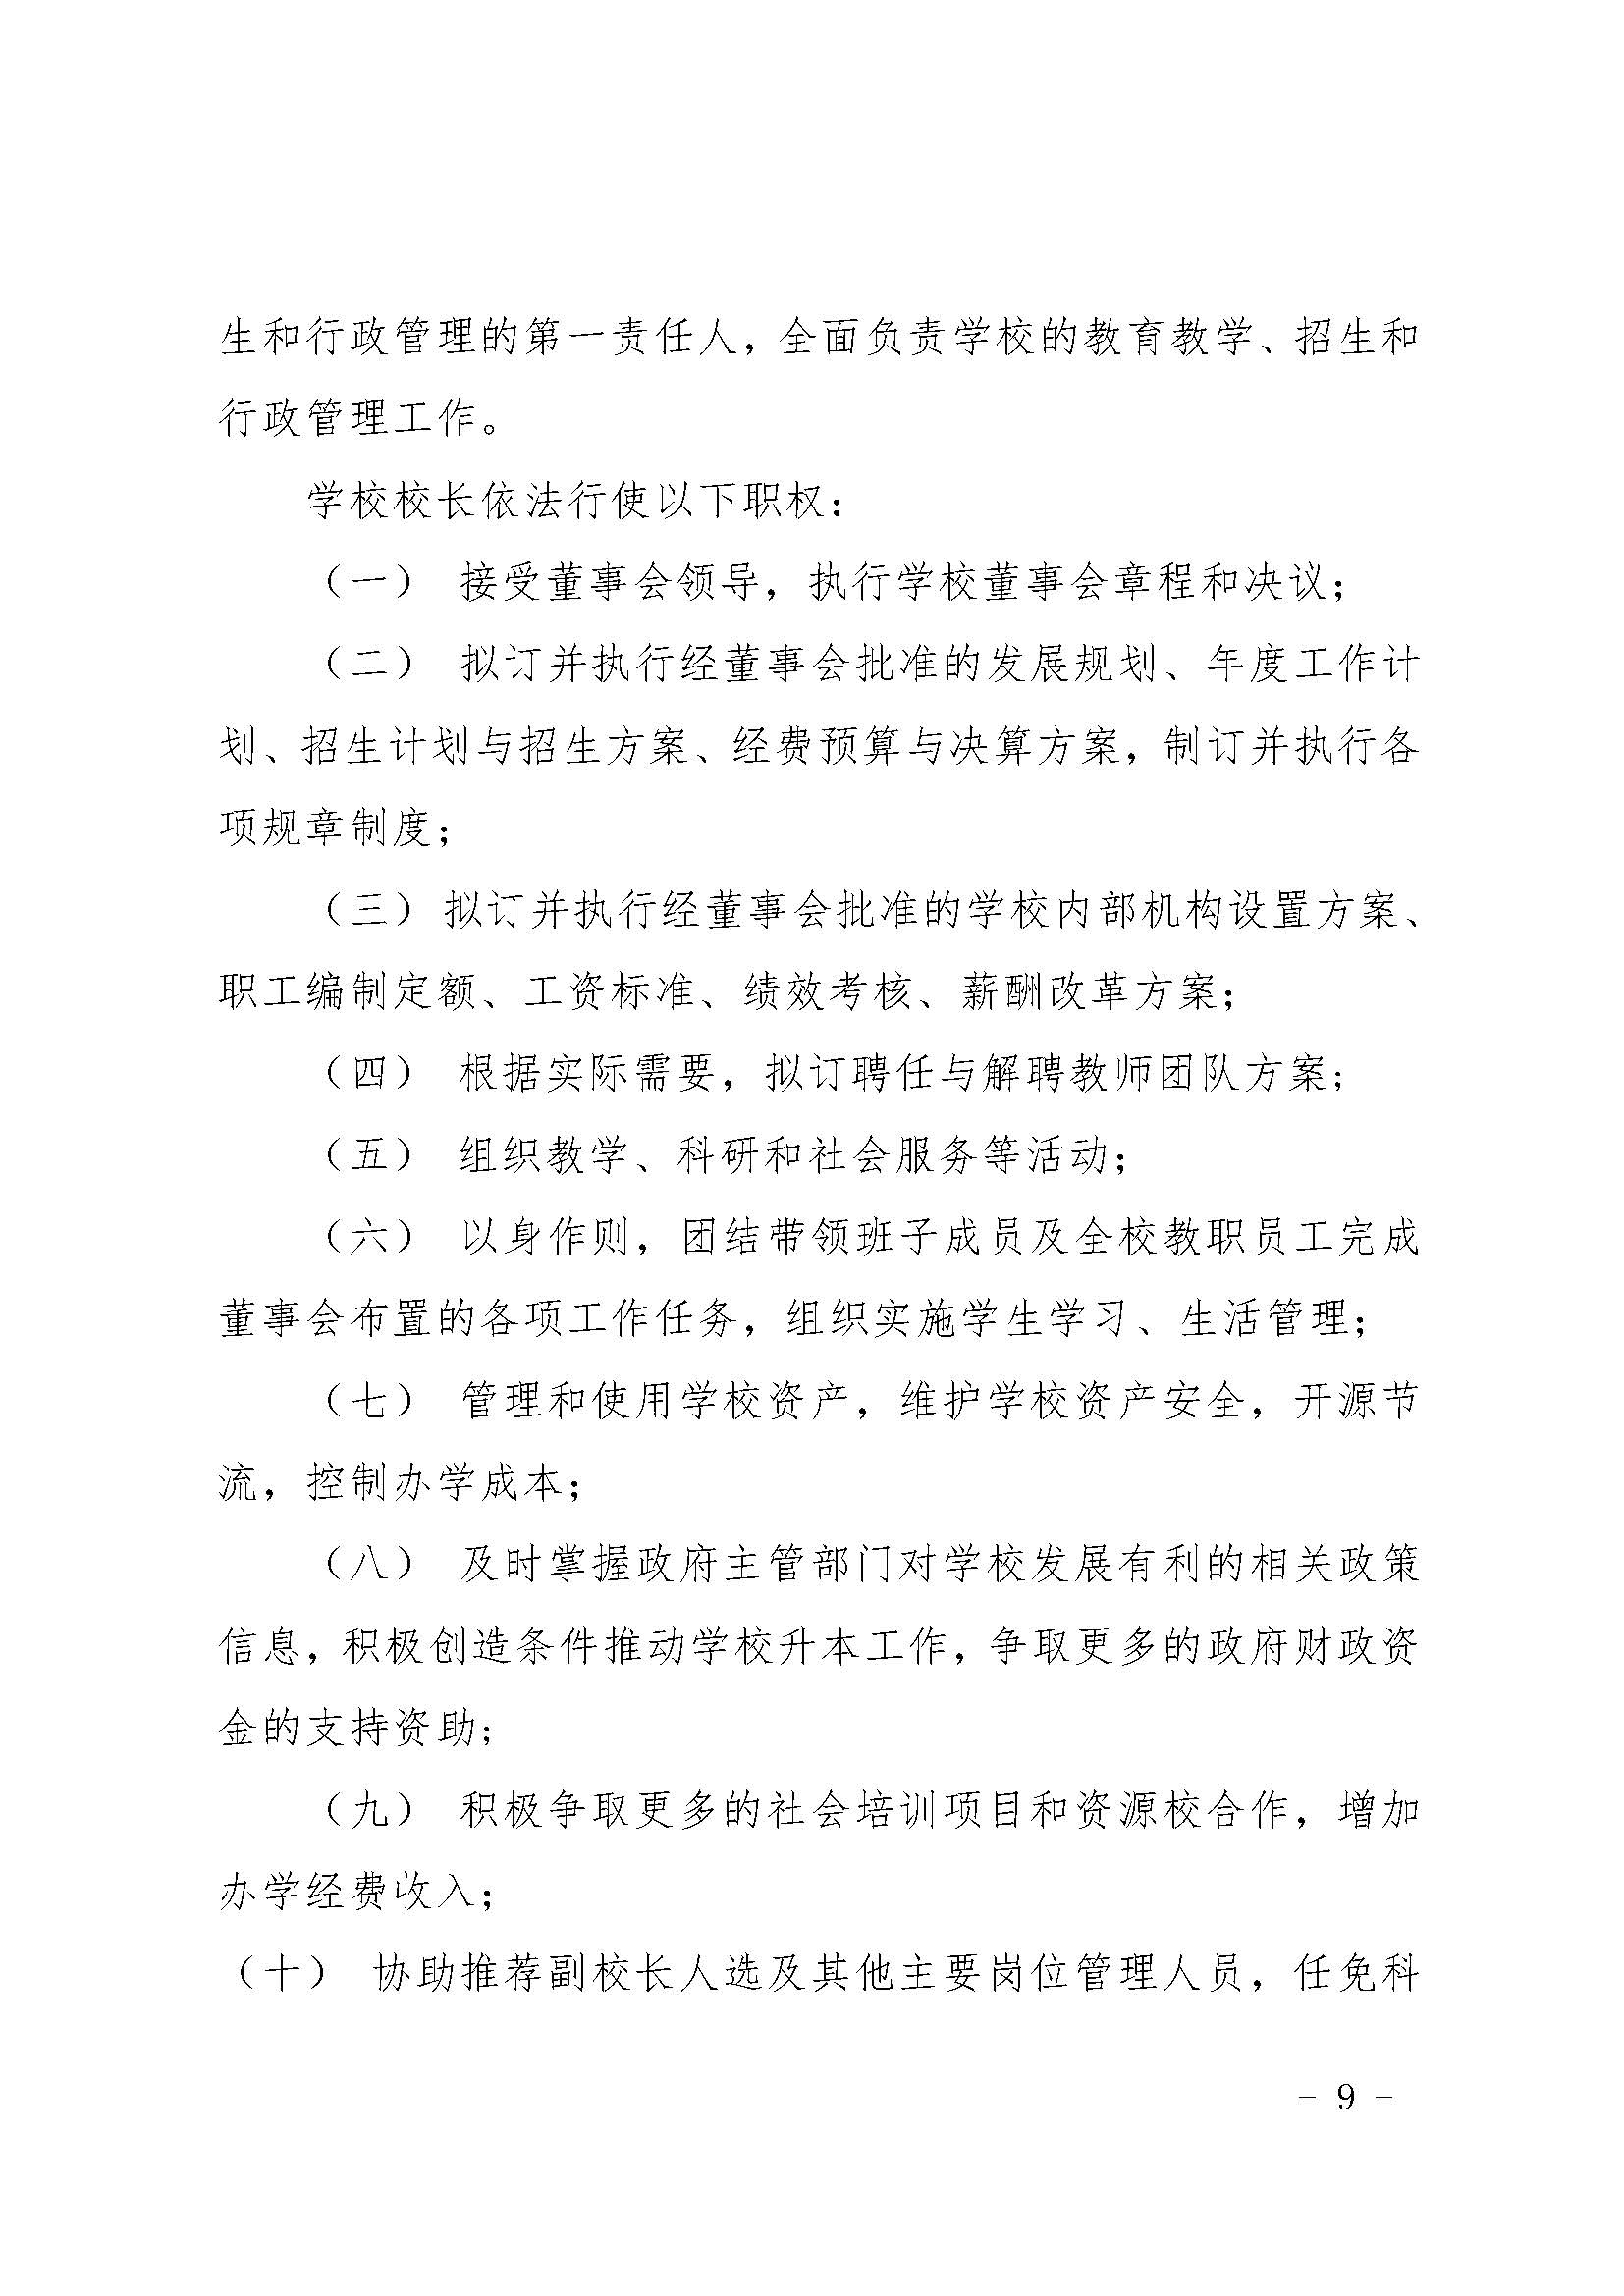 生和行政管理的第一责任人，全面负责学校的教育教学、招生和
行政管理工作。
学校校长依法行使以下职权：
（一） 接受董事会领导，执行学校董事会章程和决议；
（二） 拟订并执行经董事会批准的发展规划、年度工作计
划、招生计划与招生方案、经费预算与决算方案，制订并执行各
项规章制度；
（三）拟订并执行经董事会批准的学校内部机构设置方案、
职工编制定额、工资标准、绩效考核、薪酬改革方案；
（四） 根据实际需要，拟订聘任与解聘教师团队方案；
（五） 组织教学、科研和社会服务等活动；
（六） 以身作则，团结带领班子成员及全校教职员工完成
董事会布置的各项工作任务，组织实施学生学习、生活管理；
（七） 管理和使用学校资产，维护学校资产安全，开源节
流，控制办学成本；
（八） 及时掌握政府主管部门对学校发展有利的相关政策
信息，积极创造条件推动学校升本工作，争取更多的政府财政资
金的支持资助；
（九） 积极争取更多的社会培训项目和资源校合作，增加
办学经费收入；
（十） 协助推荐副校长人选及其他主要岗位管理人员，任免科
- 9 -